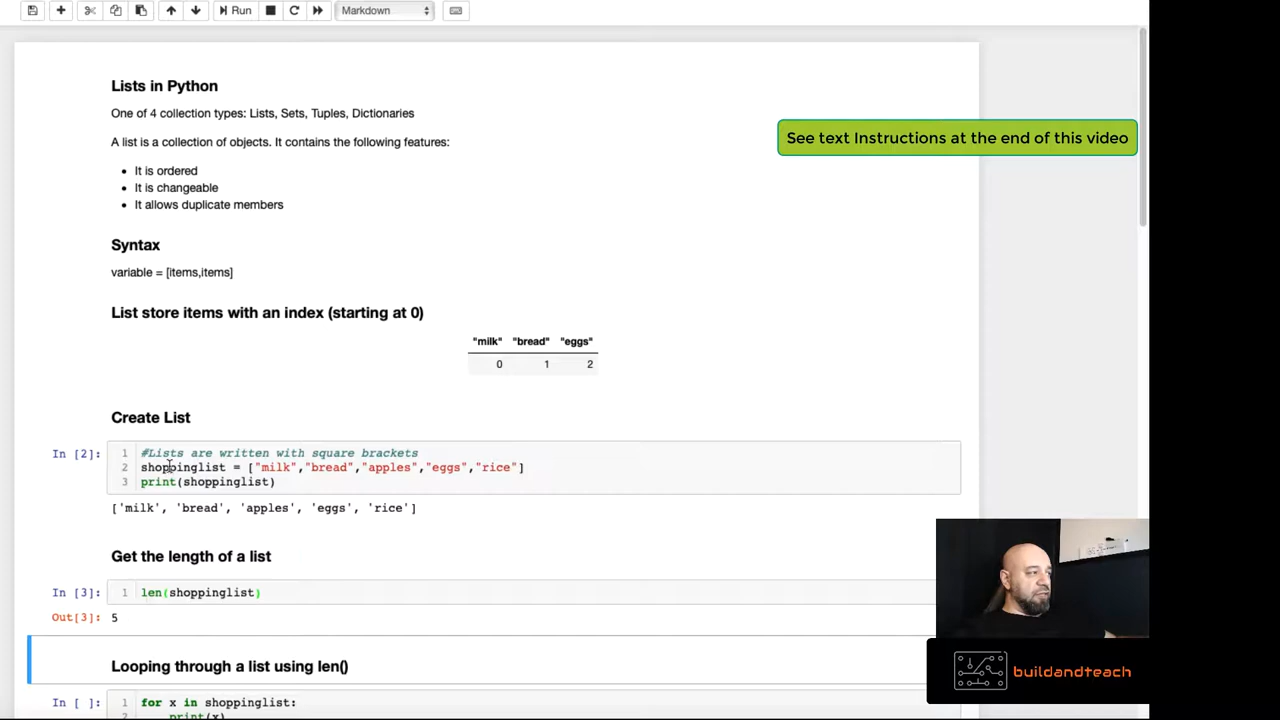 Run
Markdown
Lists in Python
One of 4 collection types: Lists, Sets, Tuples, Dictionaries
See text Instructions at the end of this video
A list is a collection of objects. It contains the following features:
• It is ordered
• It is changeable
• It allows duplicate members
Syntax
variable = [items,items]
List store items with an index (starting at 0)
"milk" "bread" "eggs"
0 1 2
Create List
In [2]:
1 #Lists are written with square brackets
2 shoppinglist = ["milk","bread","apples","eggs","rice"]
3 print(shoppinglist)
['milk', 'bread', 'apples', 'eggs', 'rice']
Get the length of a list
In [3]: 1 len(shoppinglist)
Out[3]: 5
Looping through a list using len()
buildandteach
In [ ]: 1 for x in shoppinglist:
2 print(x)